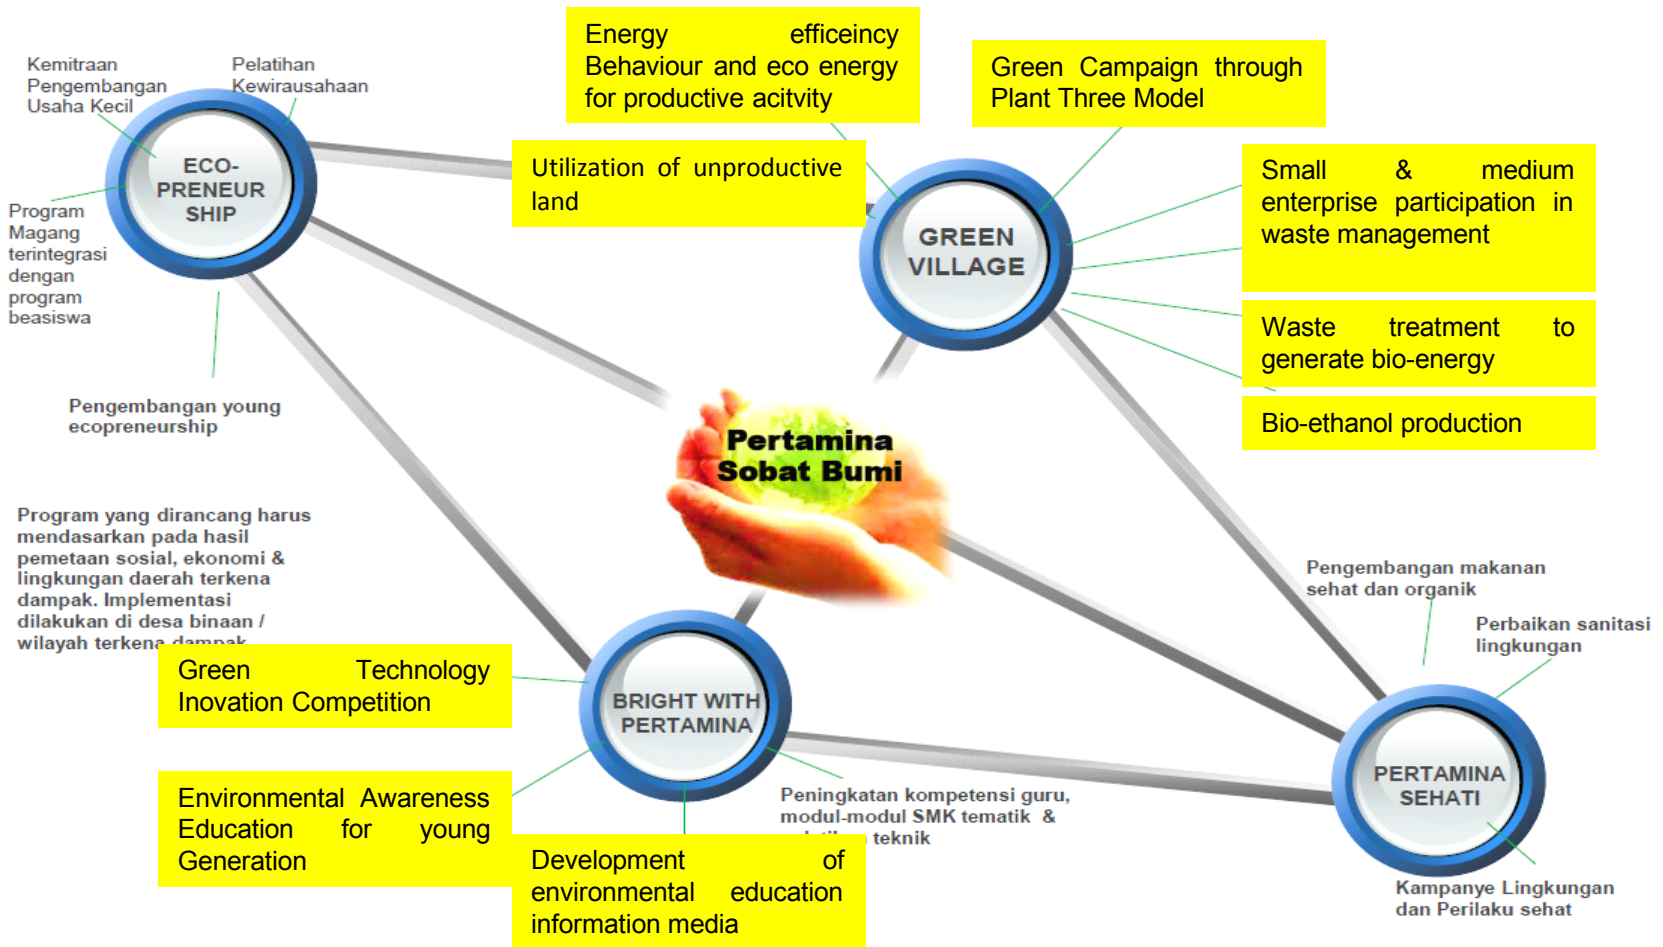 Kemitraan
Pengembangan
Usaha Kecil
Pelatihan
Kewirausahaan
ECO-
PRENEUR
SHIP
Program
Magang
terintegrasi
dengan
program
beasiswa
Pengembangan young
ecopreneurship
Energy efficeincy
Behaviour and eco energy
for productive acitvity
Green Campaign through
Plant Three Model
Utilization of unproductive
land
GREEN
VILLAGE
Small & medium
enterprise participation in
waste management
Waste treatment to
generate bio-energy
Bio-ethanol production
Pertamina
Sobat Bumi
Program yang dirancang harus
mendasarkan pada hasil
pemetaan sosial, ekonomi &
lingkungan daerah terkena
dampak. Implementasi
dilakukan di desa binaan /
wilayah terkena dampak
Green Technology
Inovation Competition
BRIGHT WITH
PERTAMINA
Environmental Awareness
Education for young
Generation
Development of
environmental education
information media
Peningkatan kompetensi guru,
modul-modul SMK tematik &
teknik
Pengembangan makanan
sehat dan organik
Perbaikan sanitasi
lingkungan
PERTAMINA
SEHATI
Kampanye Lingkungan
dan Perilaku sehat